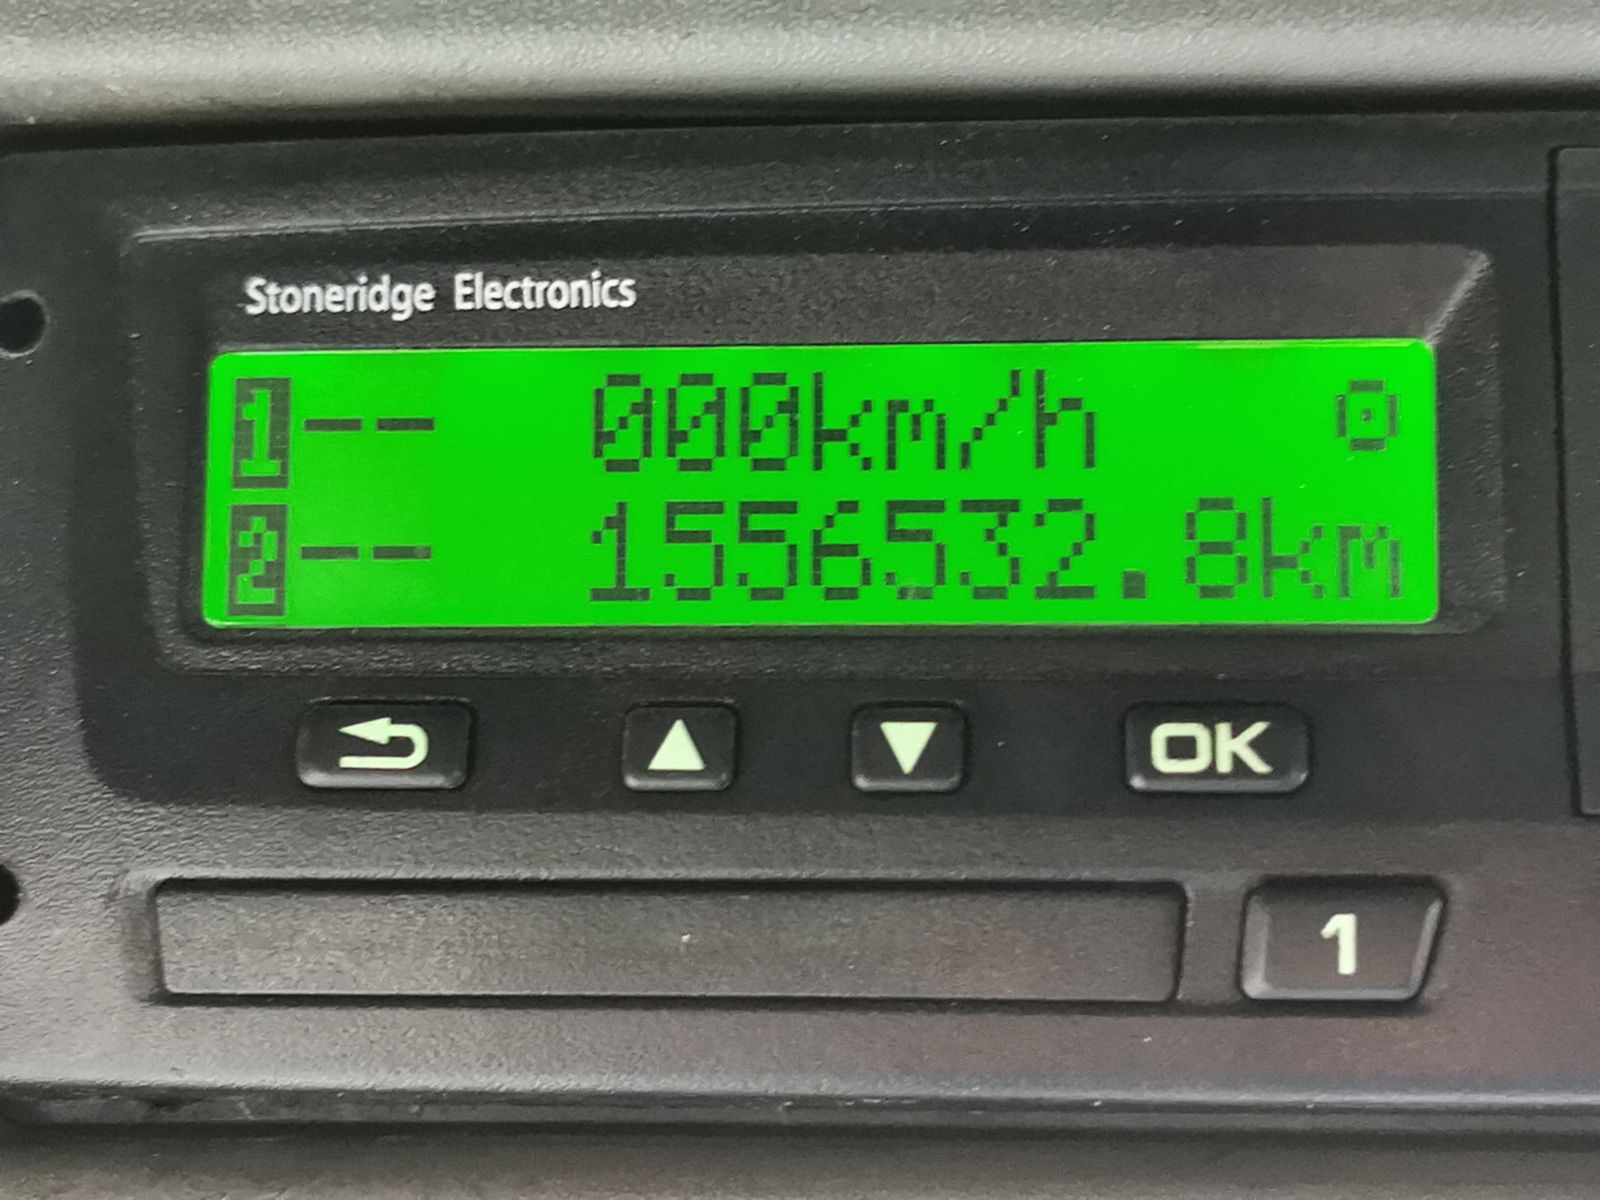 Stoneridge Electronics
1 -- 000km/h
2 -- 1556532.8km
OK
1